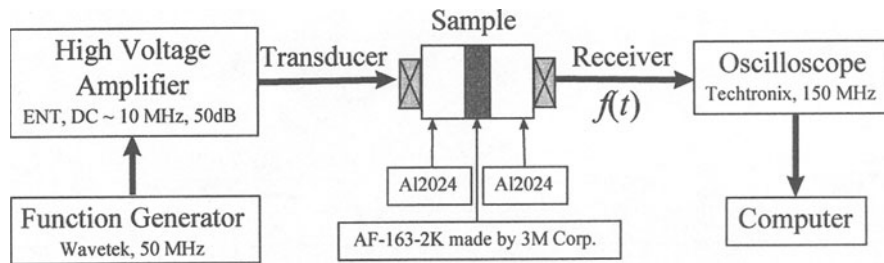 High Voltage
Amplifier
ENT, DC ~ 10 MHz, 50dB
Transducer
Sample
Receiver
f(t)
Oscilloscope
Techtronix, 150 MHz
Al2024
Al2024
Function Generator
Wavetek, 50 MHz
AF-163-2K made by 3M Corp.
Computer